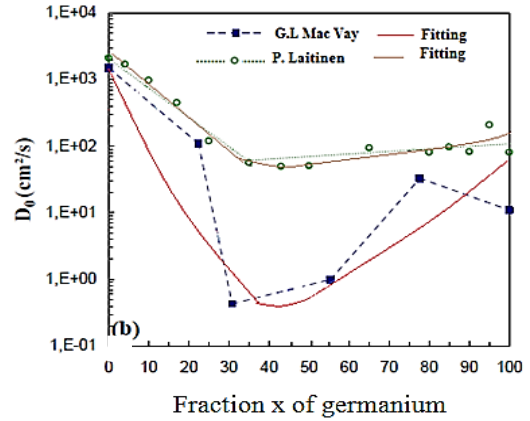 1,E+04
1,E+03
1,E+02
1,E+01
1,E+00
1,E-01
D₀(cm²/s)
G.L Mac Vay
Fitting
P. Laitinen
Fitting
(b)
0 10 20 30 40 50 60 70 80 90 100
Fraction x of germanium